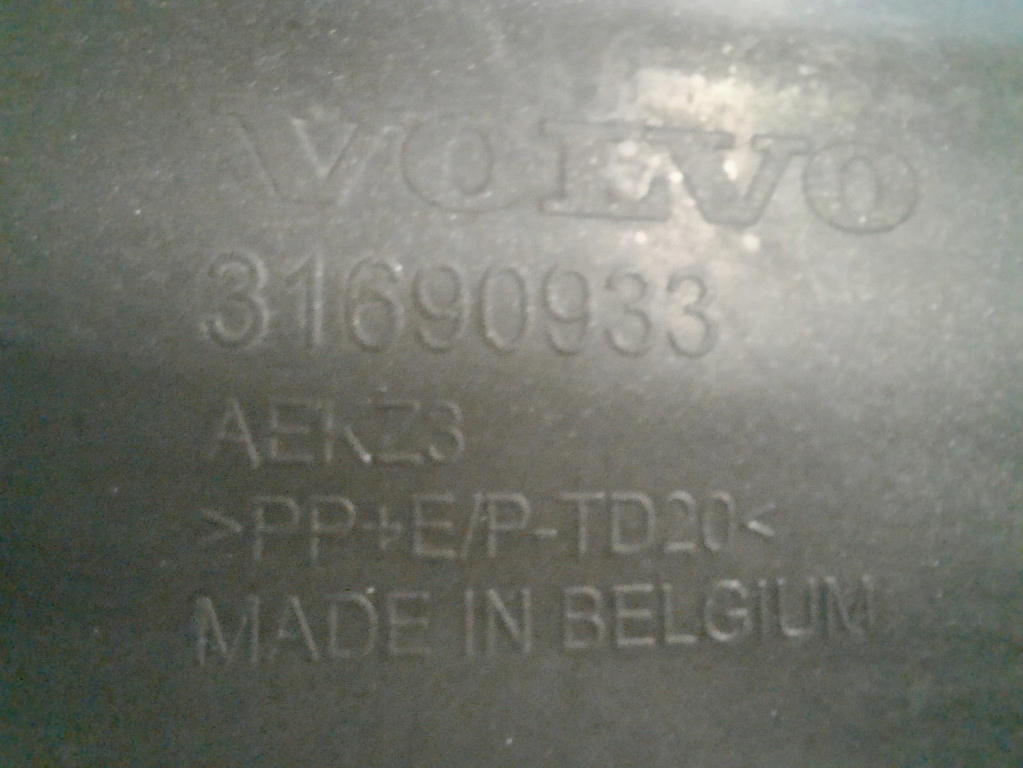 VOLVO
31690933
AEKZ3
>PP+E/P-TD20<
MADE IN BELGIUM